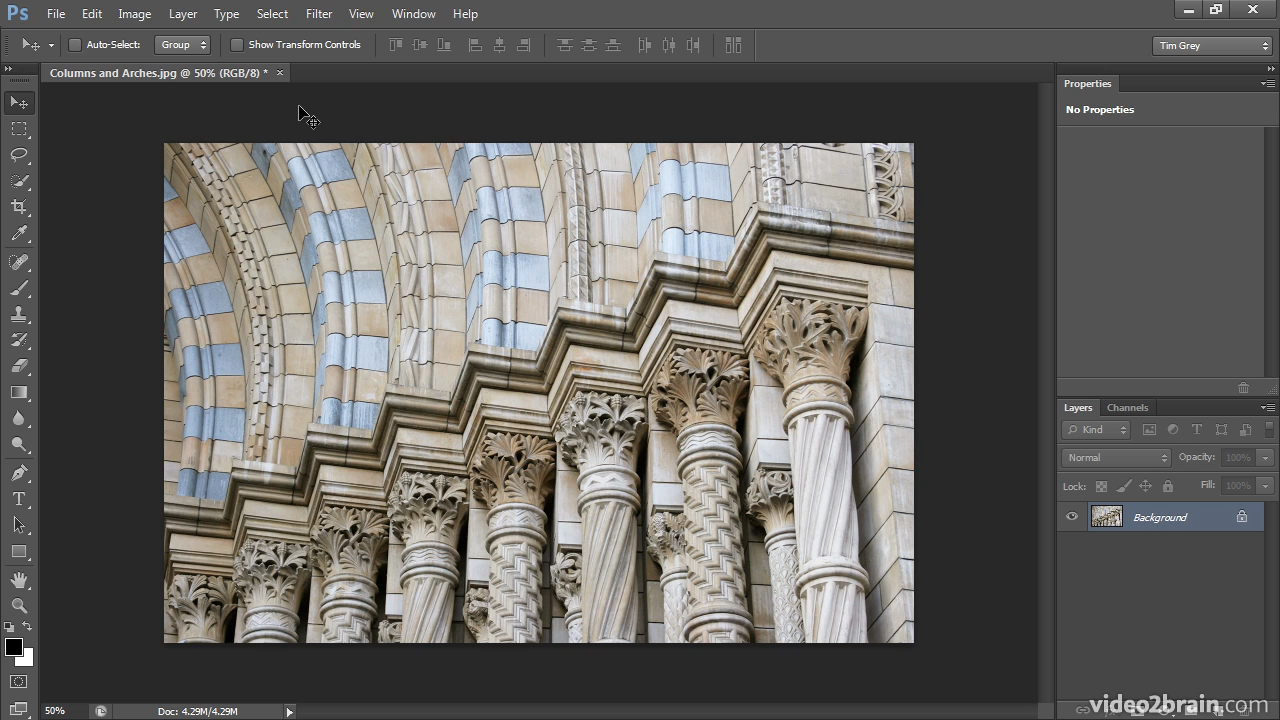 Ps File Edit Image Layer Type Select Filter View Window Help
Auto-Select: Group Show Transform Controls Tim Grey
Columns and Arches.jpg @ 50% (RGB/8) * ×
Properties
No Properties
Layers Channels
Kind
Normal Opacity: 100%
Lock: Fill: 100%
Background
50% Doc: 4.29M/4.29M
video2brain.com